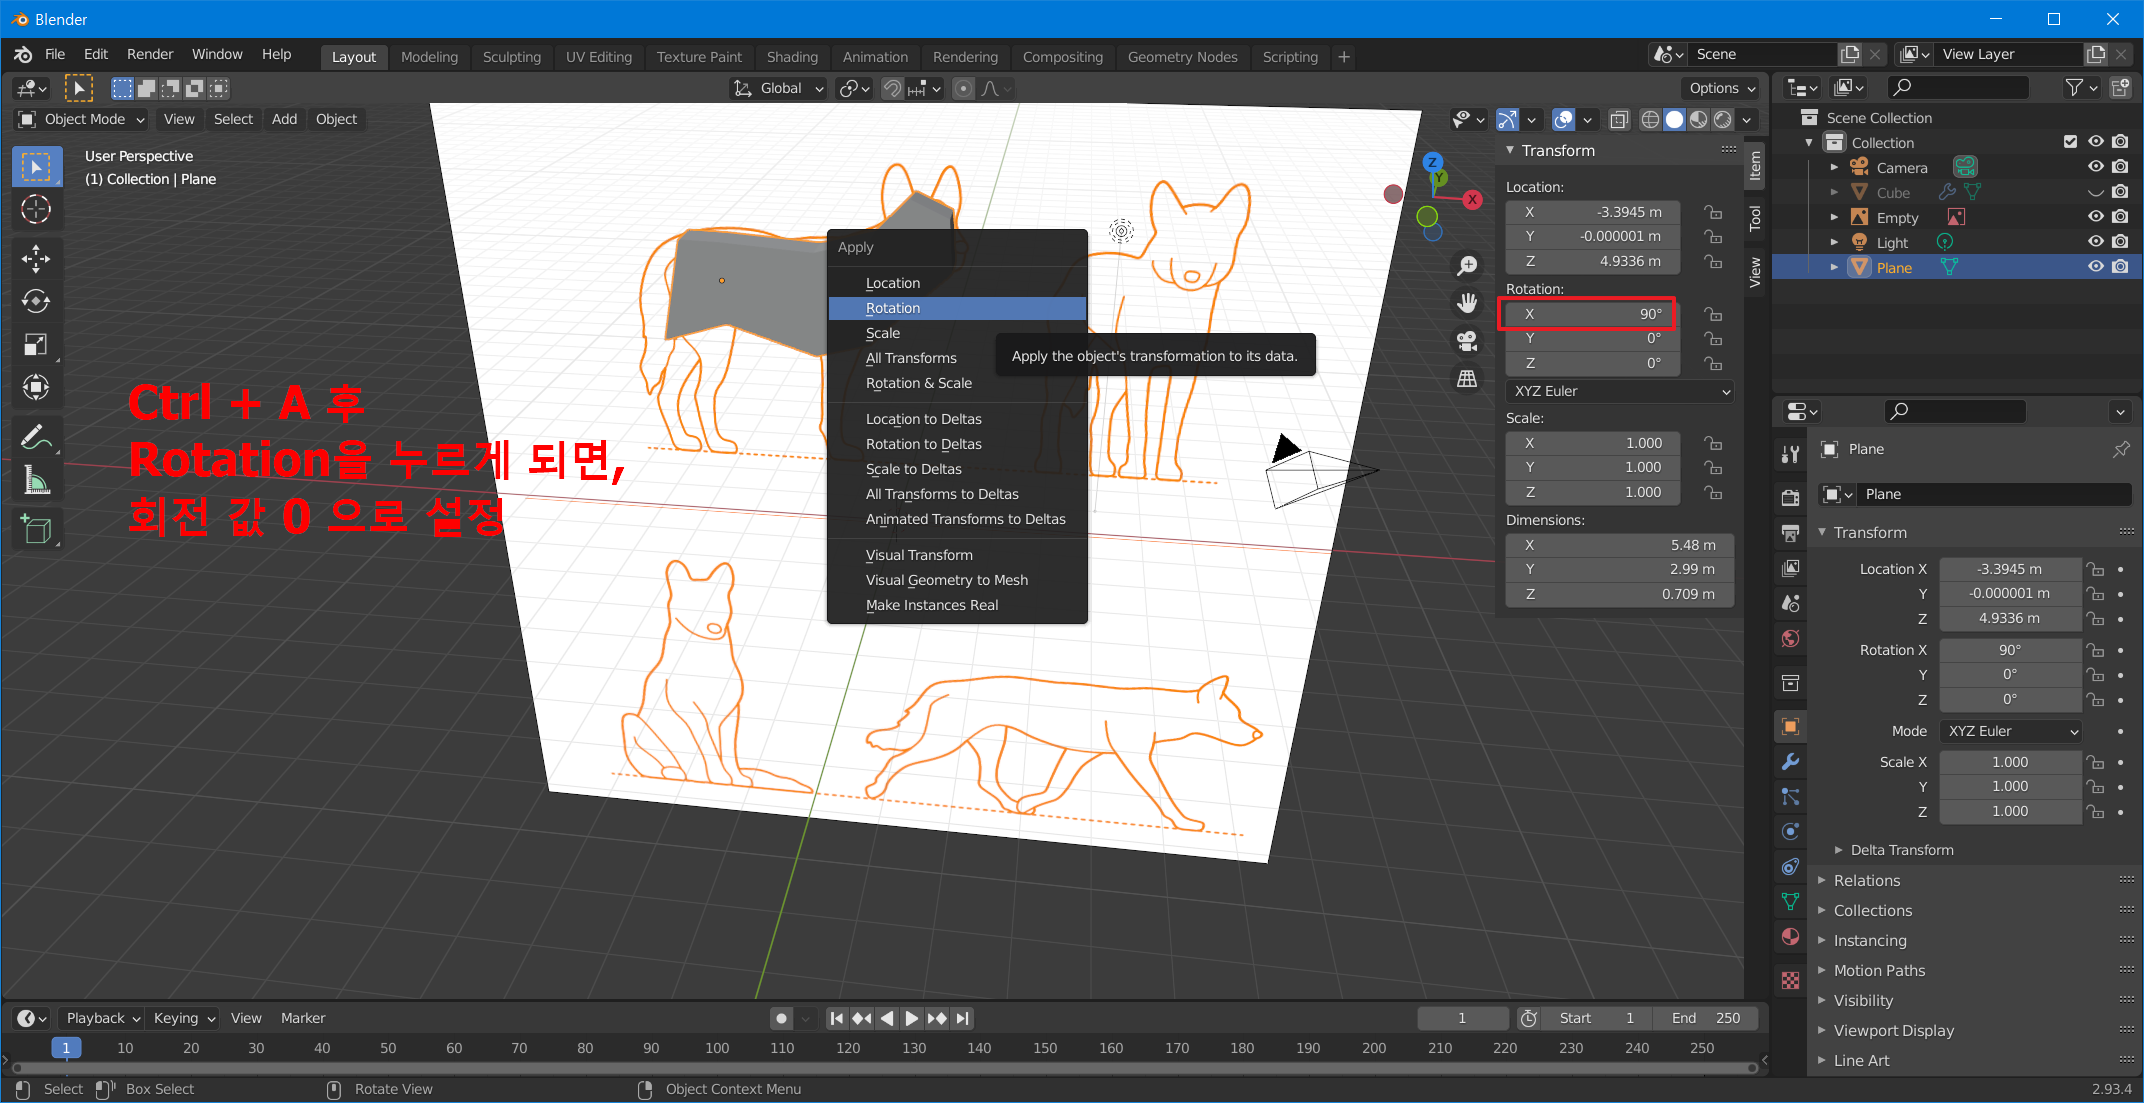 Blender
File Edit Render Window Help Layout Modeling Sculpting UV Editing Texture Paint Shading Animation Rendering Compositing Geometry Nodes Scripting + Scene View Layer
Global Options
Object Mode View Select Add Object
User Perspective
(1) Collection | Plane
Ctrl + A 후
Rotation을 누르게 되면,
회전 값 0 으로 설정
Apply
Location
Rotation
Scale
All Transforms
Rotation & Scale
Location to Deltas
Rotation to Deltas
Scale to Deltas
All Transforms to Deltas
Animated Transforms to Deltas
Visual Transform
Visual Geometry to Mesh
Make Instances Real
Apply the object's transformation to its data.
Z
Y
X
Transform
Location:
X -3.3945 m
Y -0.000001 m
Z 4.9336 m
Rotation:
X 90°
Y 0°
Z 0°
XYZ Euler
Scale:
X 1.000
Y 1.000
Z 1.000
Dimensions:
X 5.48 m
Y 2.99 m
Z 0.709 m
Item
Tool
View
Scene Collection
Collection
Camera
Cube
Empty
Light
Plane
Plane
Plane
Transform
Location X -3.3945 m
Y -0.000001 m
Z 4.9336 m
Rotation X 90°
Y 0°
Z 0°
Mode XYZ Euler
Scale X 1.000
Y 1.000
Z 1.000
Delta Transform
Relations
Collections
Instancing
Motion Paths
Visibility
Viewport Display
Line Art
Playback Keying View Marker 1 Start 1 End 250
1 10 20 30 40 50 60 70 80 90 100 110 120 130 140 150 160 170 180 190 200 210 220 230 240 250
Select Box Select Rotate View Object Context Menu 2.93.4